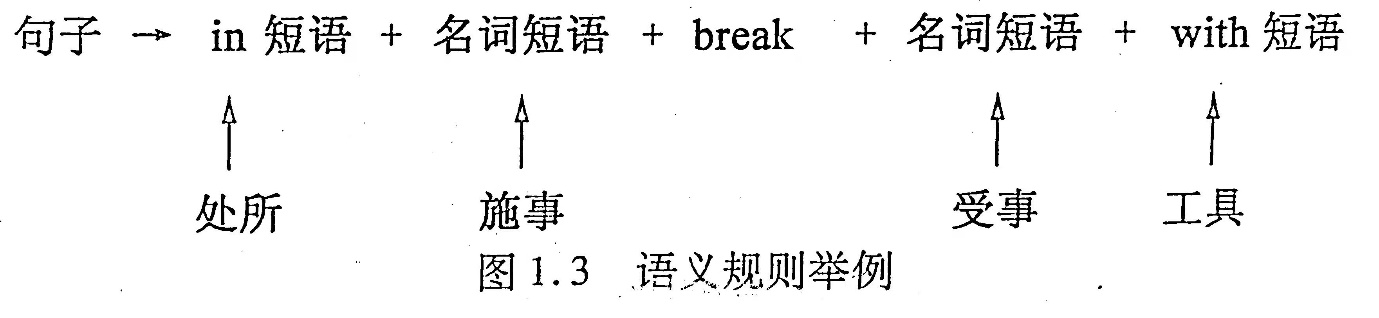 句子 → in 短语 + 名词短语 + break + 名词短语 + with 短语
处所 施事 受事 工具
图 1.3 语义规则举例